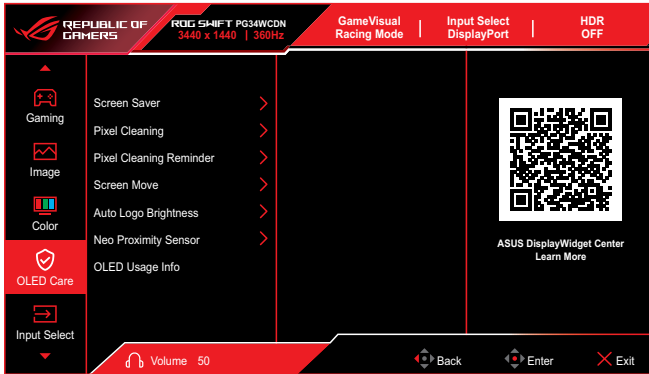 REPUBLIC OF
GAMERS
ROG SWIFT PG34WCDN
3440 x 1440 | 360Hz
GameVisual
Racing Mode
Input Select
DisplayPort
HDR
OFF
Gaming
Image
Color
OLED Care
Input Select
Screen Saver
Pixel Cleaning
Pixel Cleaning Reminder
Screen Move
Auto Logo Brightness
Neo Proximity Sensor
OLED Usage Info
ASUS DisplayWidget Center
Learn More
Volume 50
Back
Enter
Exit